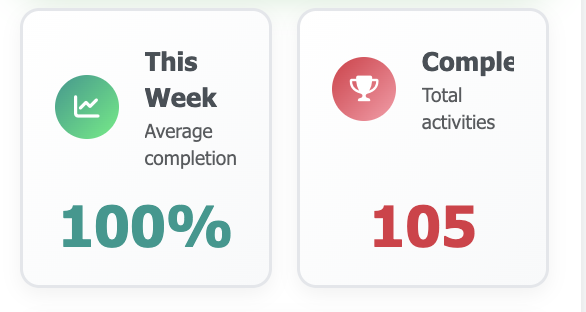 This
Week
Average
completion
100%
Comple
Total
activities
105